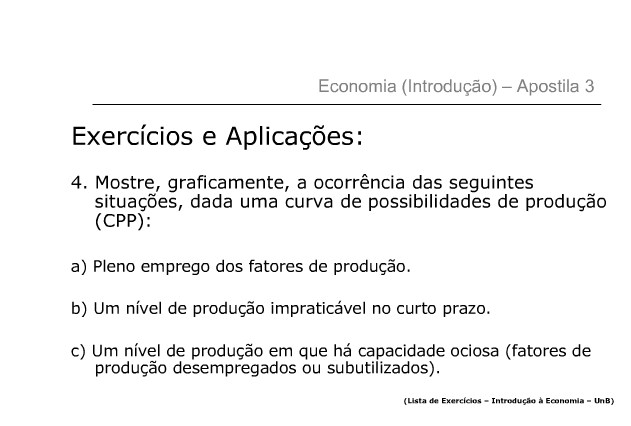 Economia (Introdução) – Apostila 3
Exercícios e Aplicações:
4. Mostre, graficamente, a ocorrência das seguintes
situações, dada uma curva de possibilidades de produção
(CPP):
a) Pleno emprego dos fatores de produção.
b) Um nível de produção impraticável no curto prazo.
c) Um nível de produção em que há capacidade ociosa (fatores de
produção desempregados ou subutilizados).
(Lista de Exercícios – Introdução à Economia – UnB)